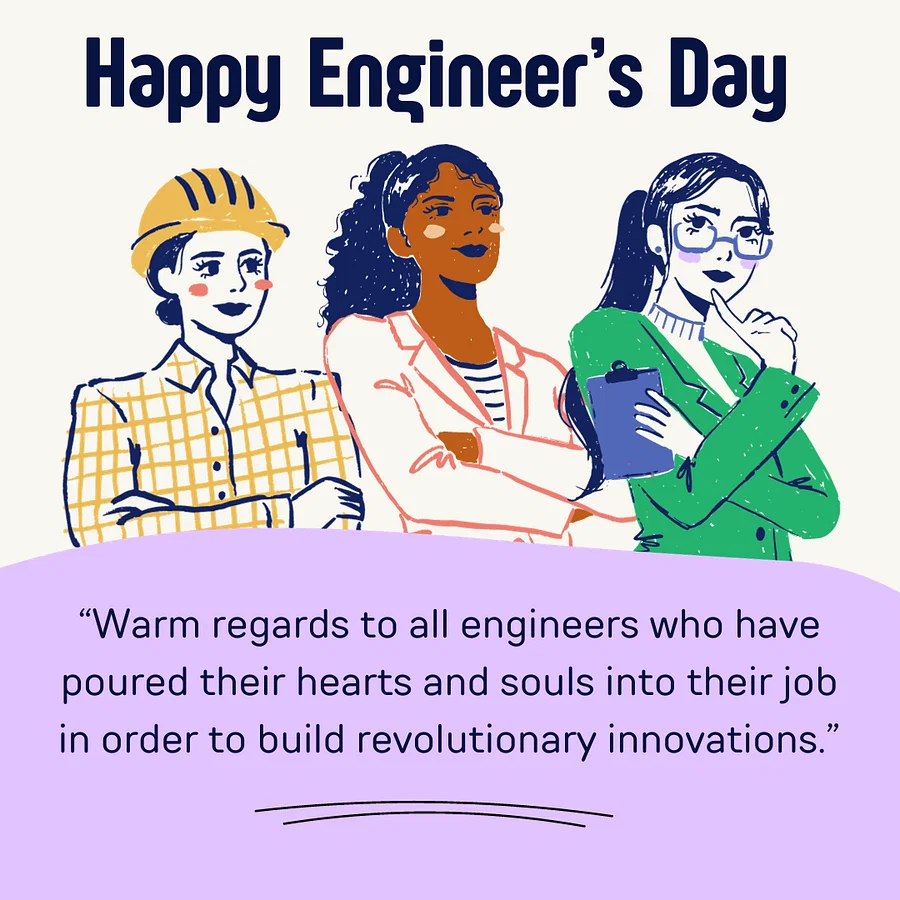 Happy Engineer’s Day
“Warm regards to all engineers who have
poured their hearts and souls into their job
in order to build revolutionary innovations.”